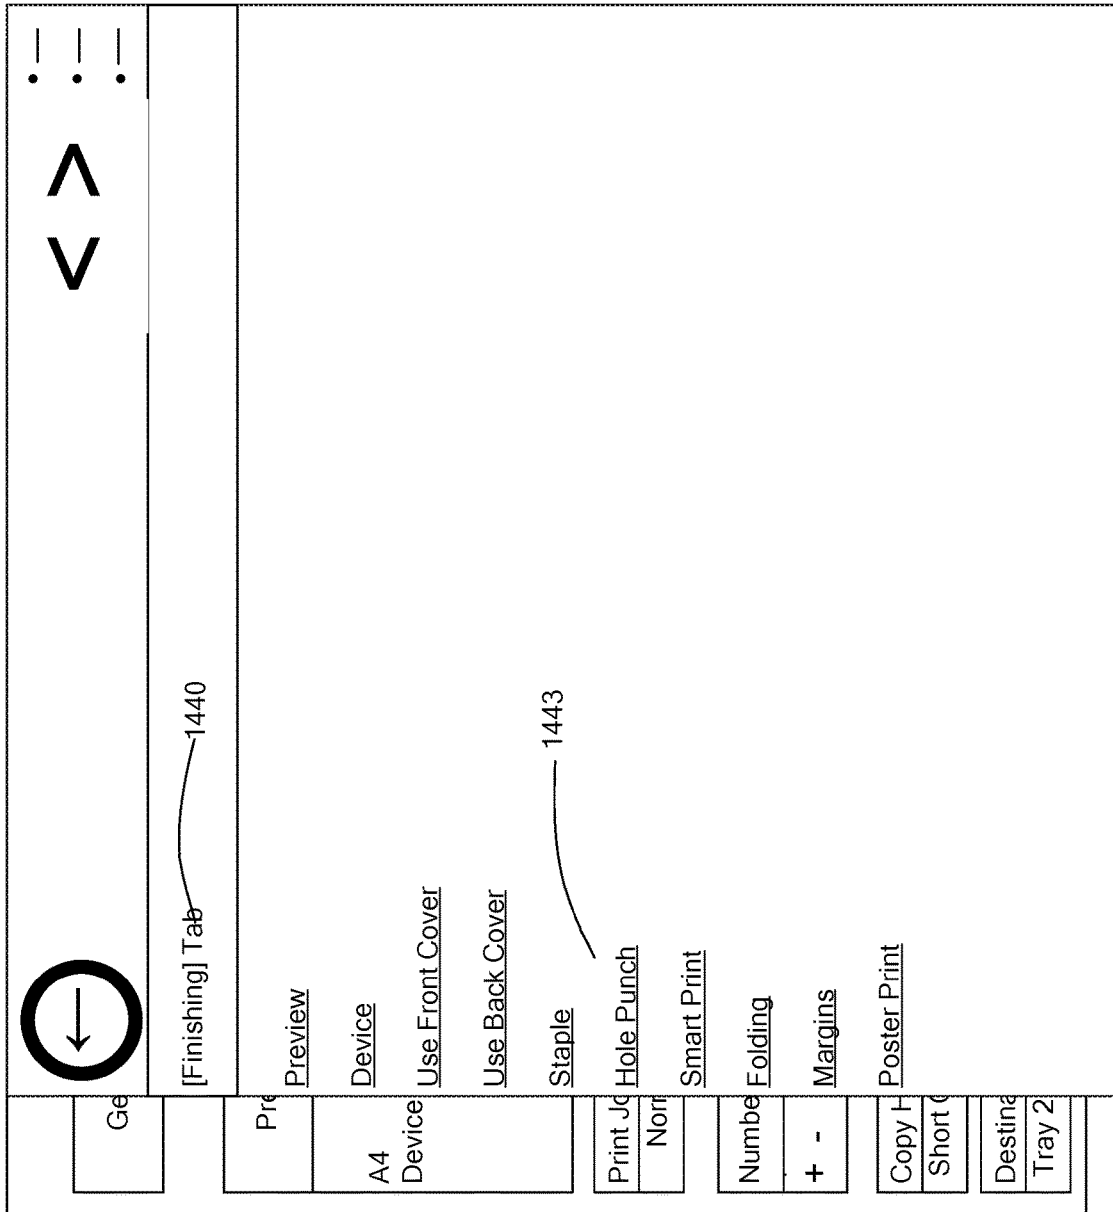 [Finishing] Tab
1440
Preview
Device
Use Front Cover
Use Back Cover
Staple
Hole Punch
1443
Smart Print
Folding
Margins
Poster Print
Ge
Pre
A4
Device
Print Jo
Norr
Numbe
+ -
Copy H
Short
Destina
Tray 2